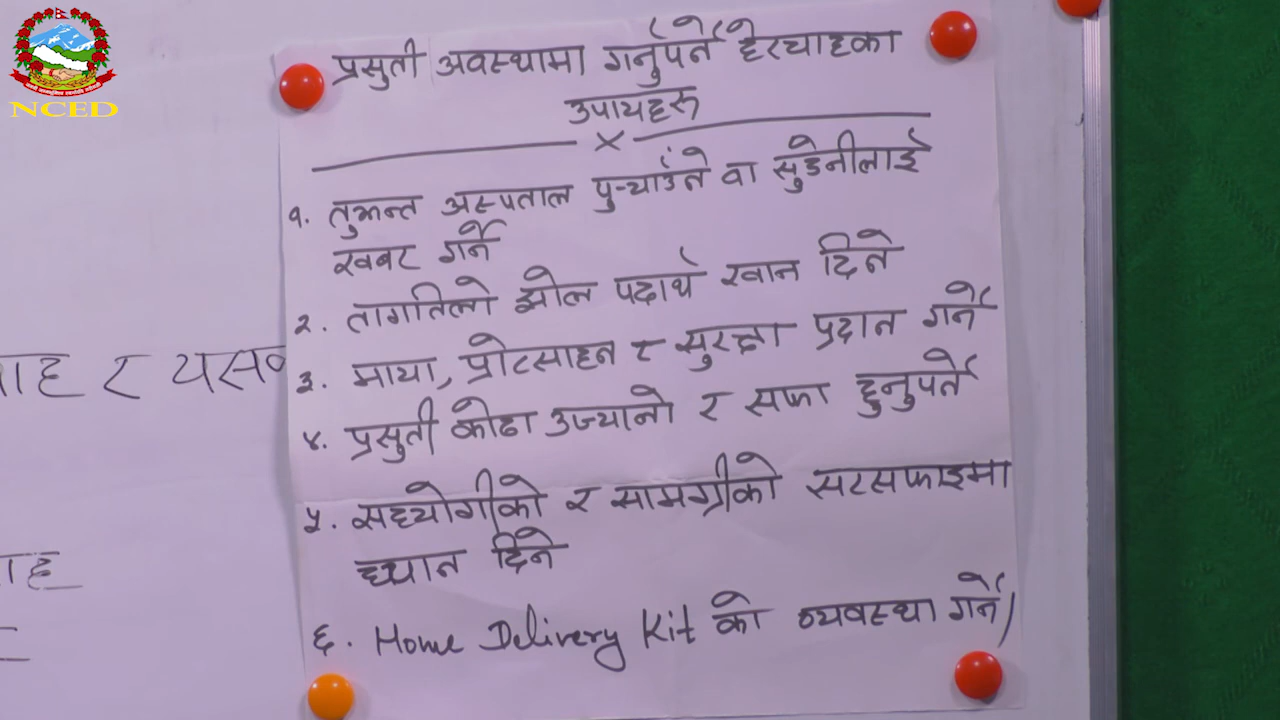 NCED
प्रसुती अवस्थामा गर्नुपर्ने हेरचाहका
उपायहरु
१. तुरुन्त अस्पताल पुर्‍याउँने वा सुडेनीलाई
खबर गर्ने
२. तागतिलो झोल पदार्थ खान दिने
३. माया, प्रोत्साहन र सुरक्षा प्रदान गर्ने
४. प्रसुती कोठा उज्यालो र सफा हुनुपर्ने
५. सहयोगीको र सामग्रीको सरसफाइमा
ध्यान दिने
६. Home Delivery Kit को व्यवस्था गर्ने।
र यस